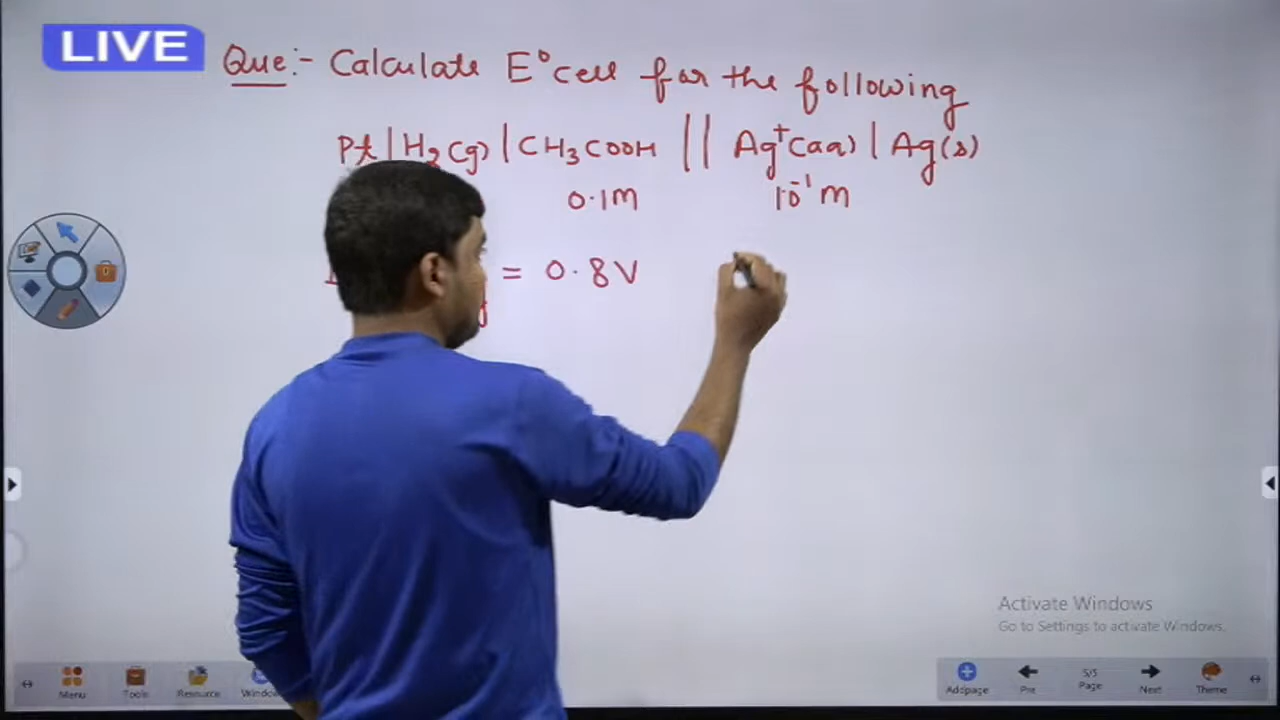 LIVE
Que:- Calculate E°cell for the following
Pt | H2(g) | CH3COOH || Ag+(aq) | Ag(s)
0.1M 10-1 M
= 0.8V
Activate Windows
Go to Settings to activate Windows.
Menu Tools Resource Window Addpage Pre 5/5 Page Next Theme